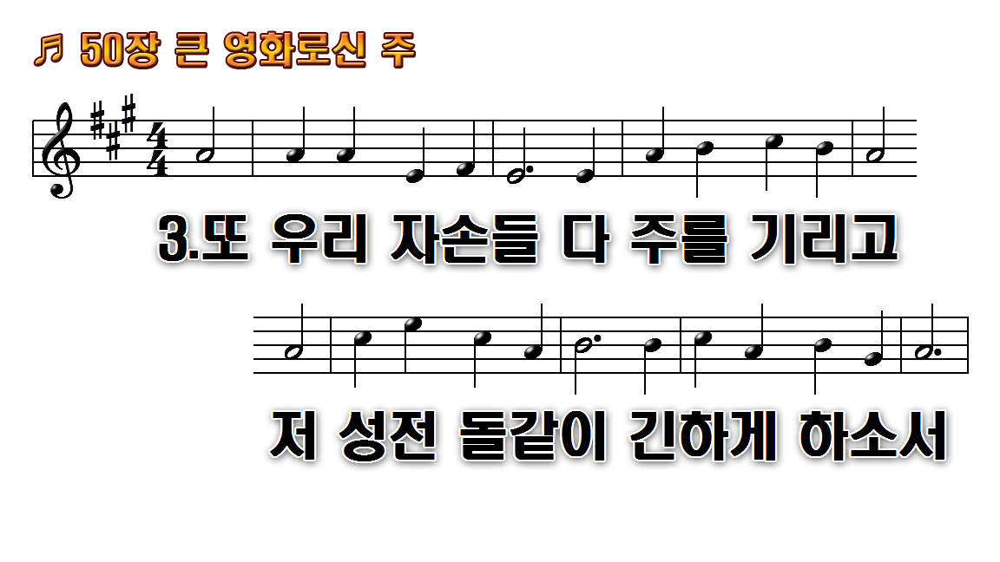 ♬ 50장 큰 영화로신 주
4
4
3.또 우리 자손들 다 주를 기리고
저 성전 돌같이 긴하게 하소서